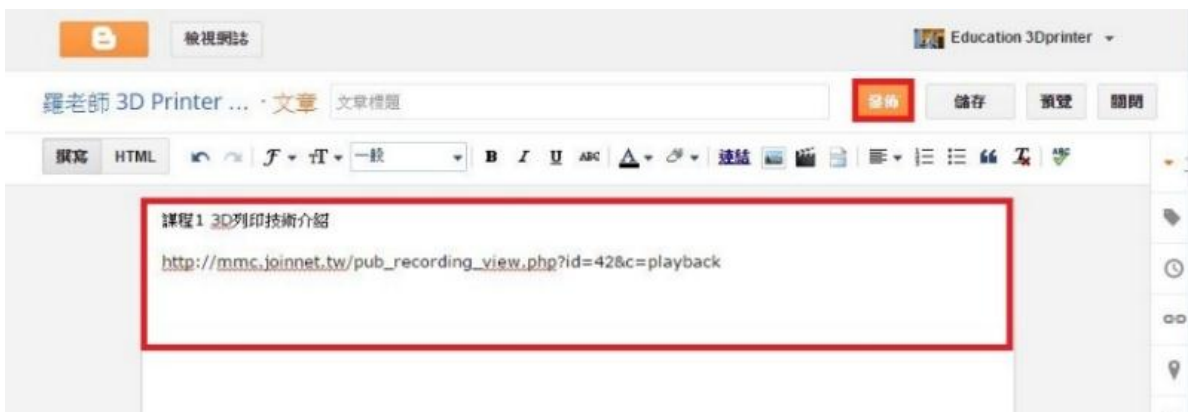 檢視網誌
Education 3Dprinter
羅老師 3D Printer ... · 文章 文章標題 發佈 儲存 預覽 關閉
撰寫 HTML 一般 B I U ABC A 連結
課程1 3D列印技術介紹
http://mmc.joinnet.tw/pub_recording_view.php?id=42&c=playback